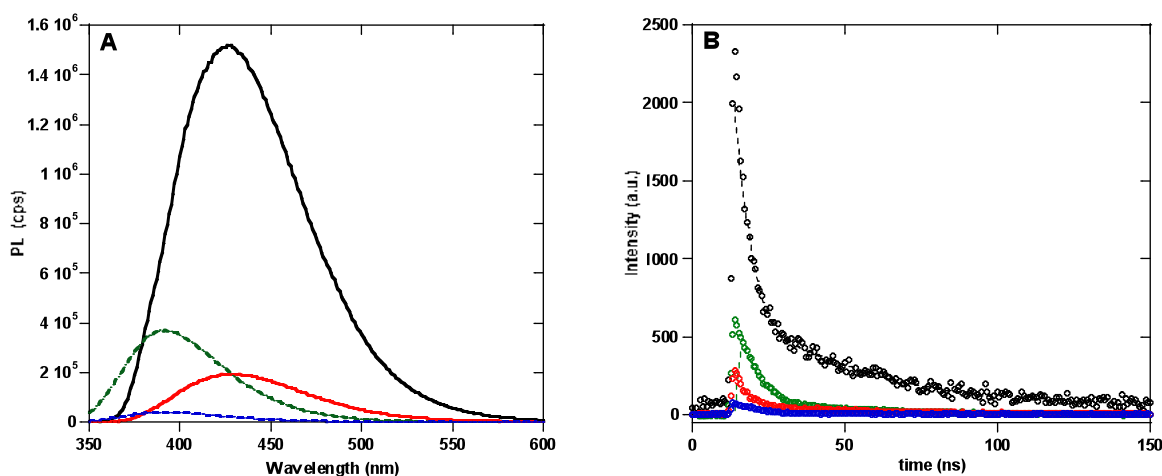 A
1.6 10⁶
1.4 10⁶
1.2 10⁶
1 10⁶
8 10⁵
6 10⁵
4 10⁵
2 10⁵
0
PL (cps)
350 400 450 500 550 600
Wavelength (nm)
B
2500
2000
1500
1000
500
0
Intensity (a.u.)
0 50 100 150
time (ns)